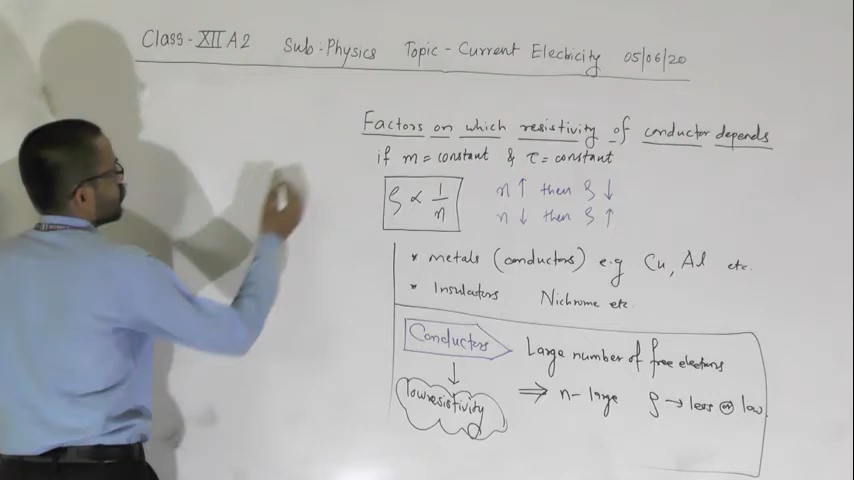 Class - XII A2 Sub : Physics Topic - Current Electricity 05/06/20
Factors on which resistivity of conductor depends
if m = constant & τ = constant
ρ ∝ 1/n
n ↑ then ρ ↓
n ↓ then ρ ↑
* metals (conductors) e.g Cu, Al etc.
* Insulators Nichrome etc.
Conductors
Large number of free electrons
low resistivity
⇒ n - large ρ → less or low